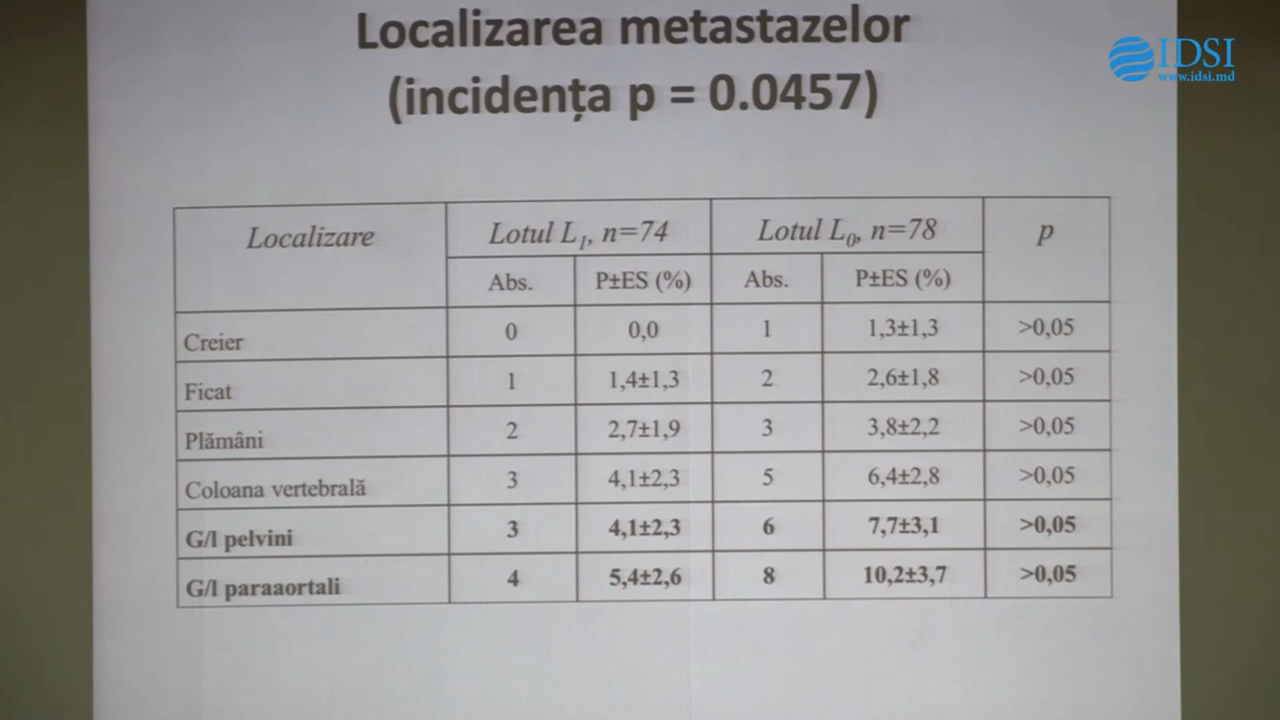 Localizarea metastazelor
(incidența p = 0.0457)
IDSI
www.idsi.md
Localizare Lotul L1, n=74 Lotul L0, n=78 p
Abs. P±ES (%) Abs. P±ES (%)
Creier 0 0,0 1 1,3±1,3 >0,05
Ficat 1 1,4±1,3 2 2,6±1,8 >0,05
Plămâni 2 2,7±1,9 3 3,8±2,2 >0,05
Coloana vertebrală 3 4,1±2,3 5 6,4±2,8 >0,05
G/l pelvini 3 4,1±2,3 6 7,7±3,1 >0,05
G/l paraaortali 4 5,4±2,6 8 10,2±3,7 >0,05